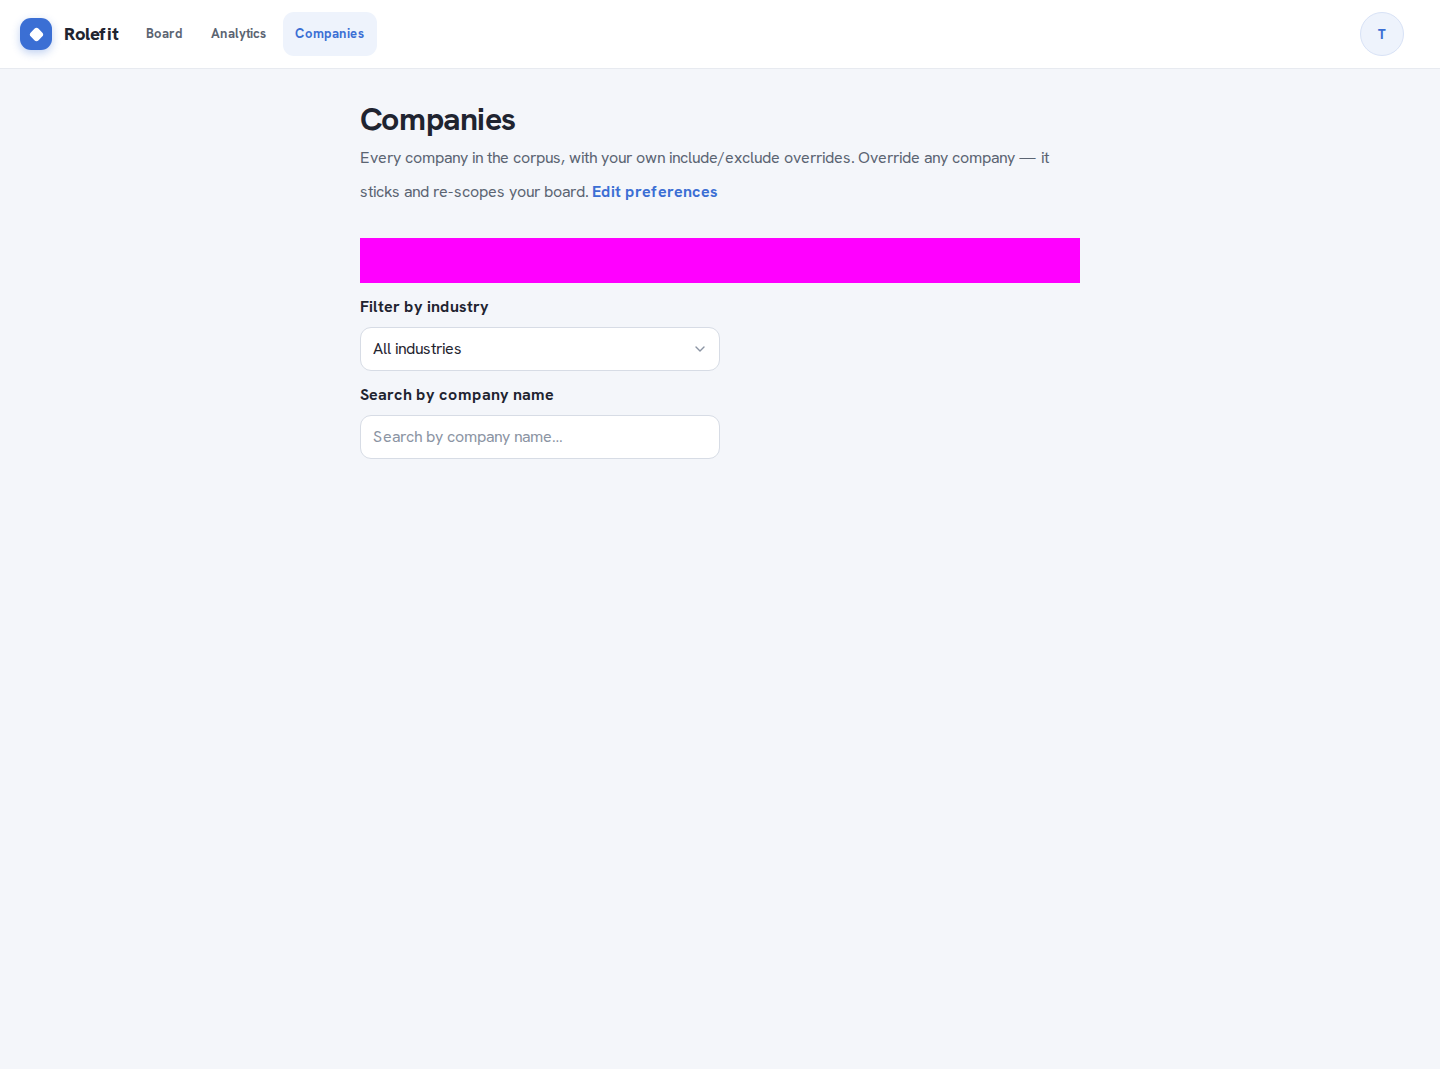 Rolefit
Board
Analytics
Companies
T
Companies
Every company in the corpus, with your own include/exclude overrides. Override any company — it
sticks and re-scopes your board. Edit preferences
Filter by industry
All industries
Search by company name
Search by company name...